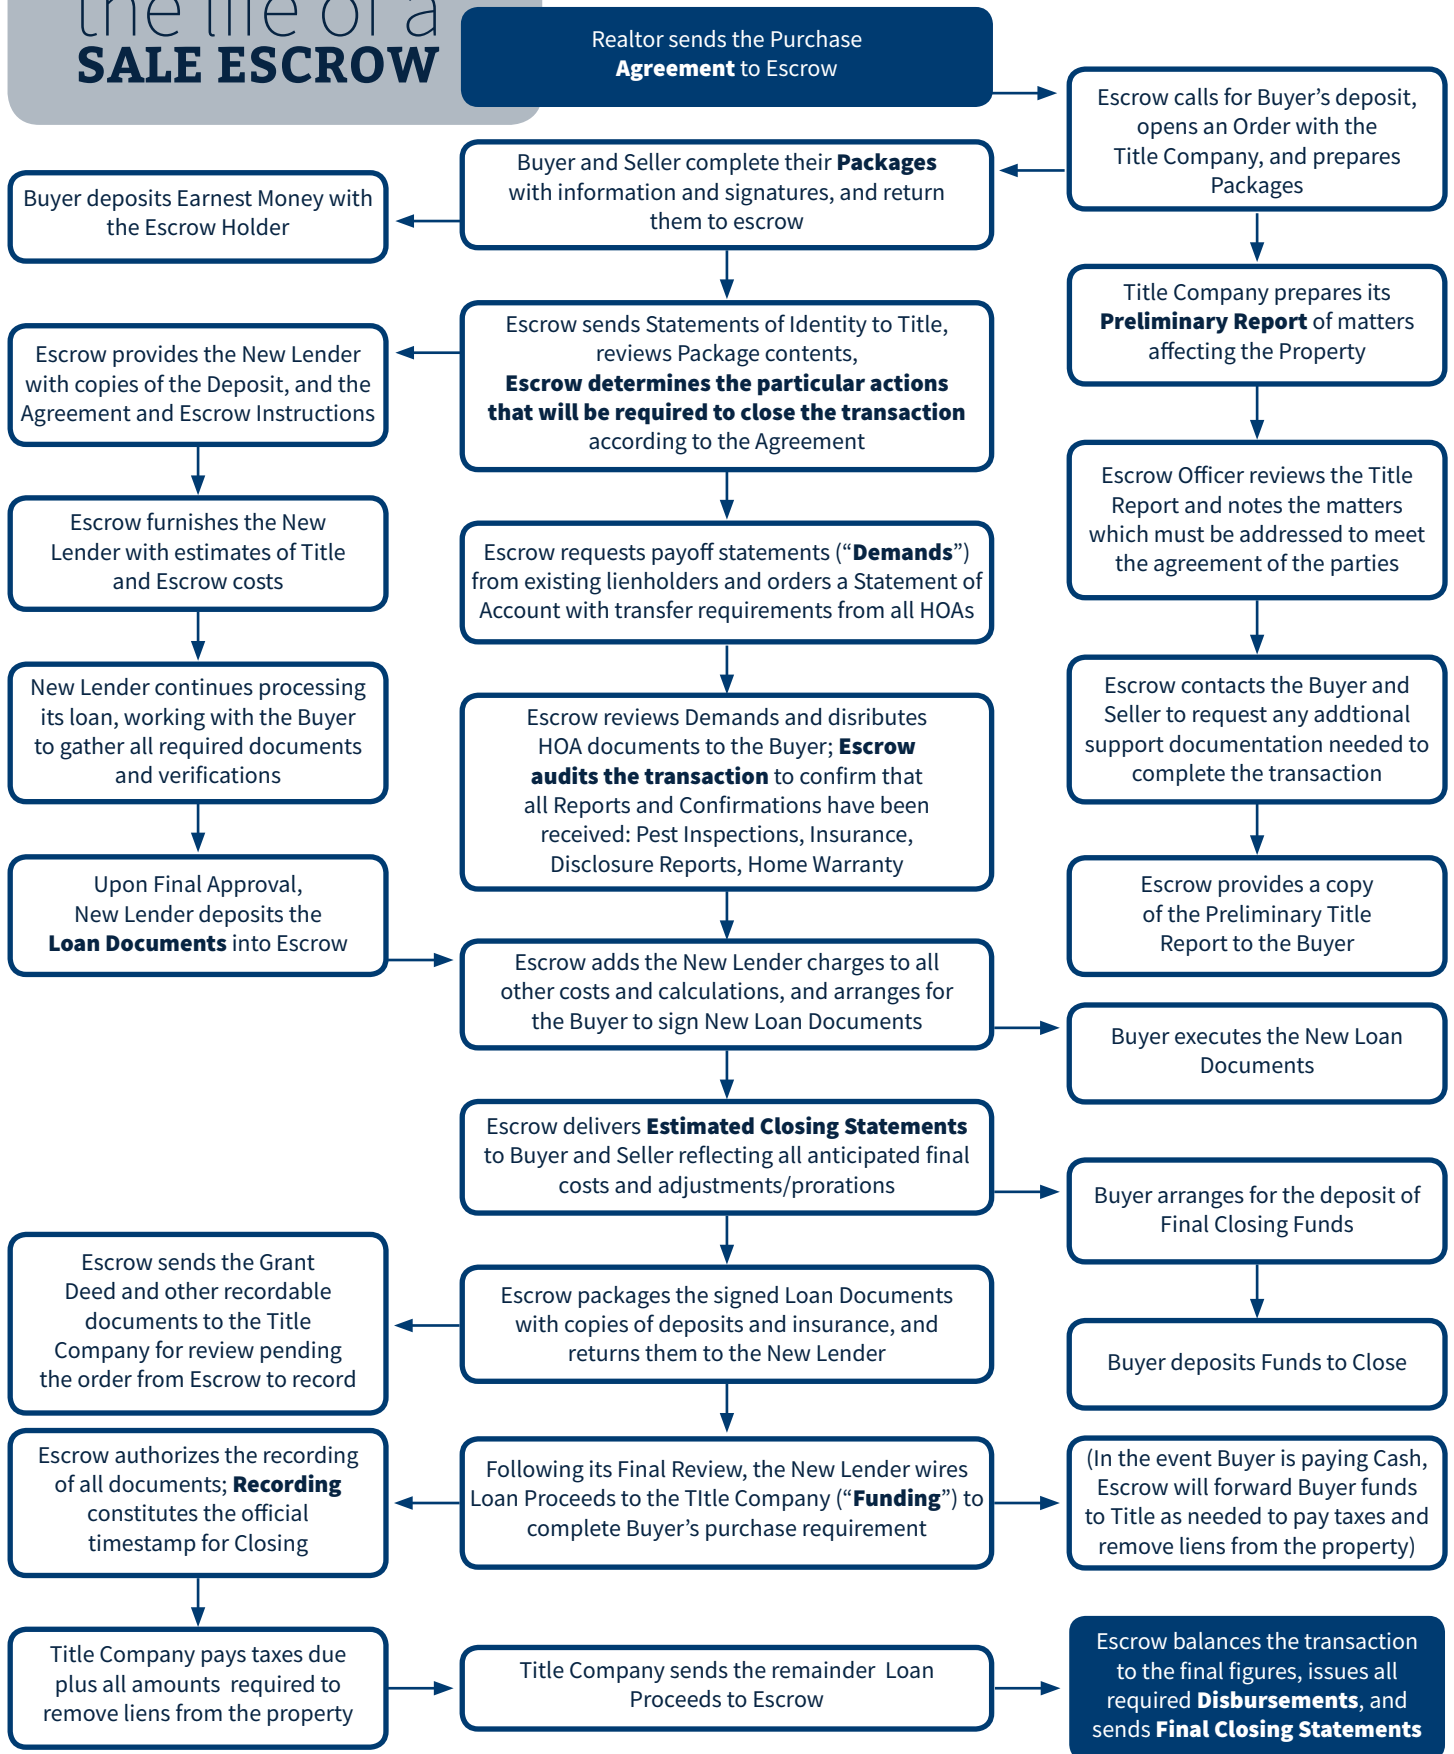 the life of a
SALE ESCROW
Realtor sends the Purchase
Agreement to Escrow
Escrow calls for Buyer’s deposit,
opens an Order with the
Title Company, and prepares
Packages
Buyer and Seller complete their Packages
with information and signatures, and return
them to escrow
Buyer deposits Earnest Money with
the Escrow Holder
Title Company prepares its
Preliminary Report of matters
affecting the Property
Escrow sends Statements of Identity to Title,
reviews Package contents,
Escrow determines the particular actions
that will be required to close the transaction
according to the Agreement
Escrow provides the New Lender
with copies of the Deposit, and the
Agreement and Escrow Instructions
Escrow Officer reviews the Title
Report and notes the matters
which must be addressed to meet
the agreement of the parties
Escrow furnishes the New
Lender with estimates of Title
and Escrow costs
Escrow requests payoff statements (“Demands”)
from existing lienholders and orders a Statement of
Account with transfer requirements from all HOAs
New Lender continues processing
its loan, working with the Buyer
to gather all required documents
and verifications
Escrow reviews Demands and disributes
HOA documents to the Buyer; Escrow
audits the transaction to confirm that
all Reports and Confirmations have been
received: Pest Inspections, Insurance,
Disclosure Reports, Home Warranty
Escrow contacts the Buyer and
Seller to request any addtional
support documentation needed to
complete the transaction
Upon Final Approval,
New Lender deposits the
Loan Documents into Escrow
Escrow provides a copy
of the Preliminary Title
Report to the Buyer
Escrow adds the New Lender charges to all
other costs and calculations, and arranges for
the Buyer to sign New Loan Documents
Buyer executes the New Loan
Documents
Escrow delivers Estimated Closing Statements
to Buyer and Seller reflecting all anticipated final
costs and adjustments/prorations
Buyer arranges for the deposit of
Final Closing Funds
Escrow sends the Grant
Deed and other recordable
documents to the Title
Company for review pending
the order from Escrow to record
Escrow packages the signed Loan Documents
with copies of deposits and insurance, and
returns them to the New Lender
Buyer deposits Funds to Close
Escrow authorizes the recording
of all documents; Recording
constitutes the official
timestamp for Closing
Following its Final Review, the New Lender wires
Loan Proceeds to the TItle Company (“Funding”) to
complete Buyer’s purchase requirement
(In the event Buyer is paying Cash,
Escrow will forward Buyer funds
to Title as needed to pay taxes and
remove liens from the property)
Title Company pays taxes due
plus all amounts required to
remove liens from the property
Title Company sends the remainder Loan
Proceeds to Escrow
Escrow balances the transaction
to the final figures, issues all
required Disbursements, and
sends Final Closing Statements